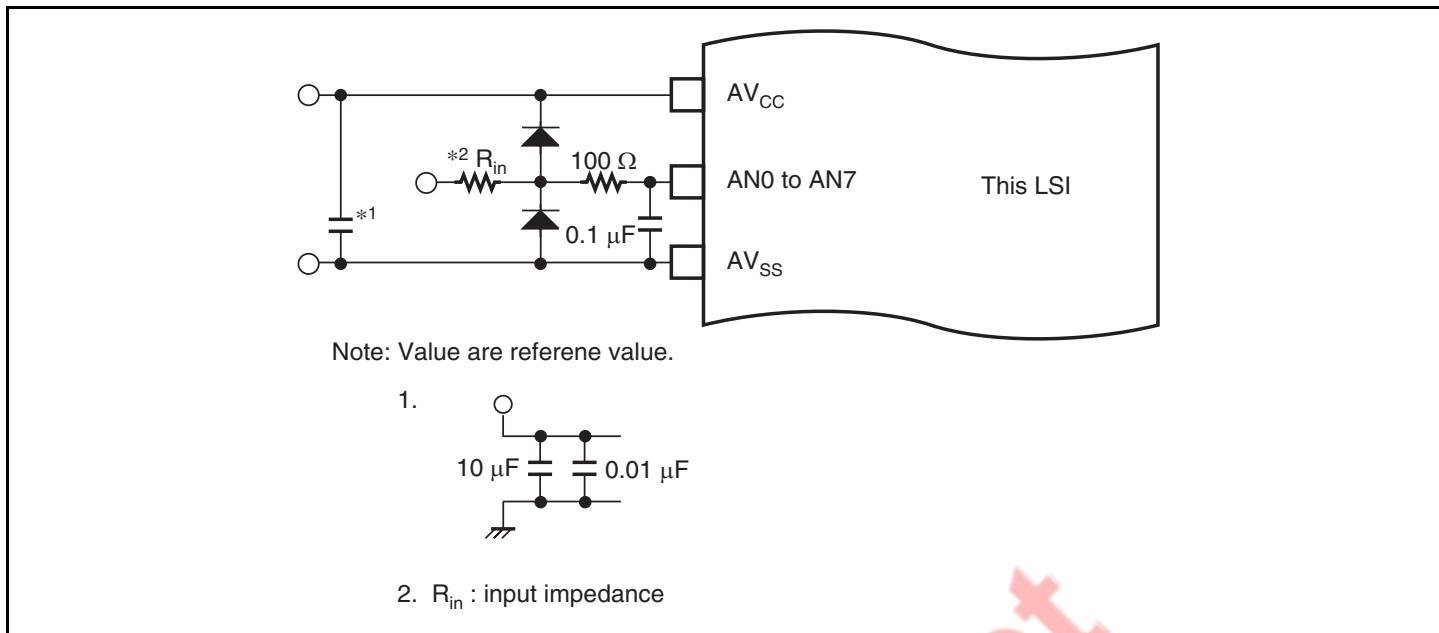 AVCC
*2 Rin
100 Ω
AN0 to AN7
This LSI
*1
0.1 µF
AVSS
Note: Value are referene value.
1.
10 µF
0.01 µF
2. Rin : input impedance